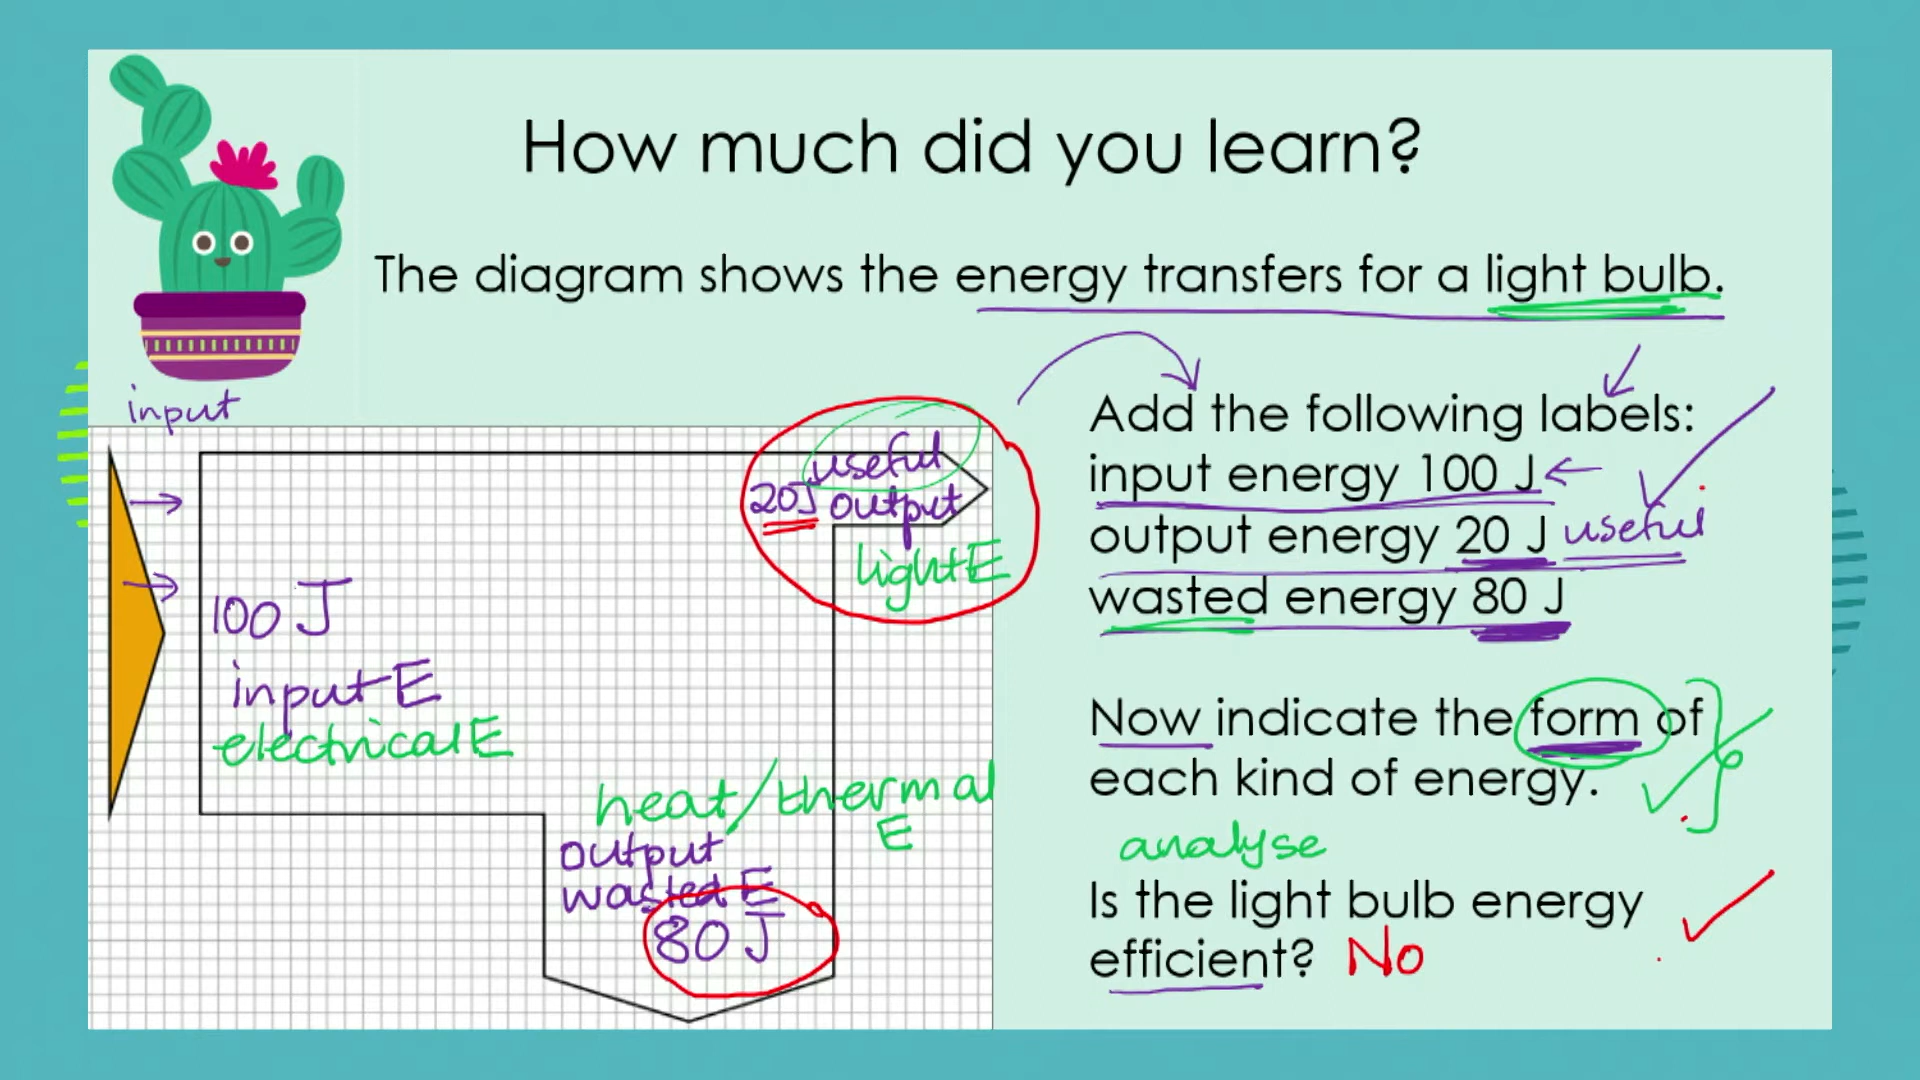 How much did you learn?
The diagram shows the energy transfers for a light bulb.
input
useful
20J output
light E
100 J
input E
electrical E
heat/thermal
E
output
wasted E
80 J
Add the following labels:
input energy 100 J
output energy 20 J useful
wasted energy 80 J
Now indicate the form of
each kind of energy.
analyse
Is the light bulb energy
efficient? No